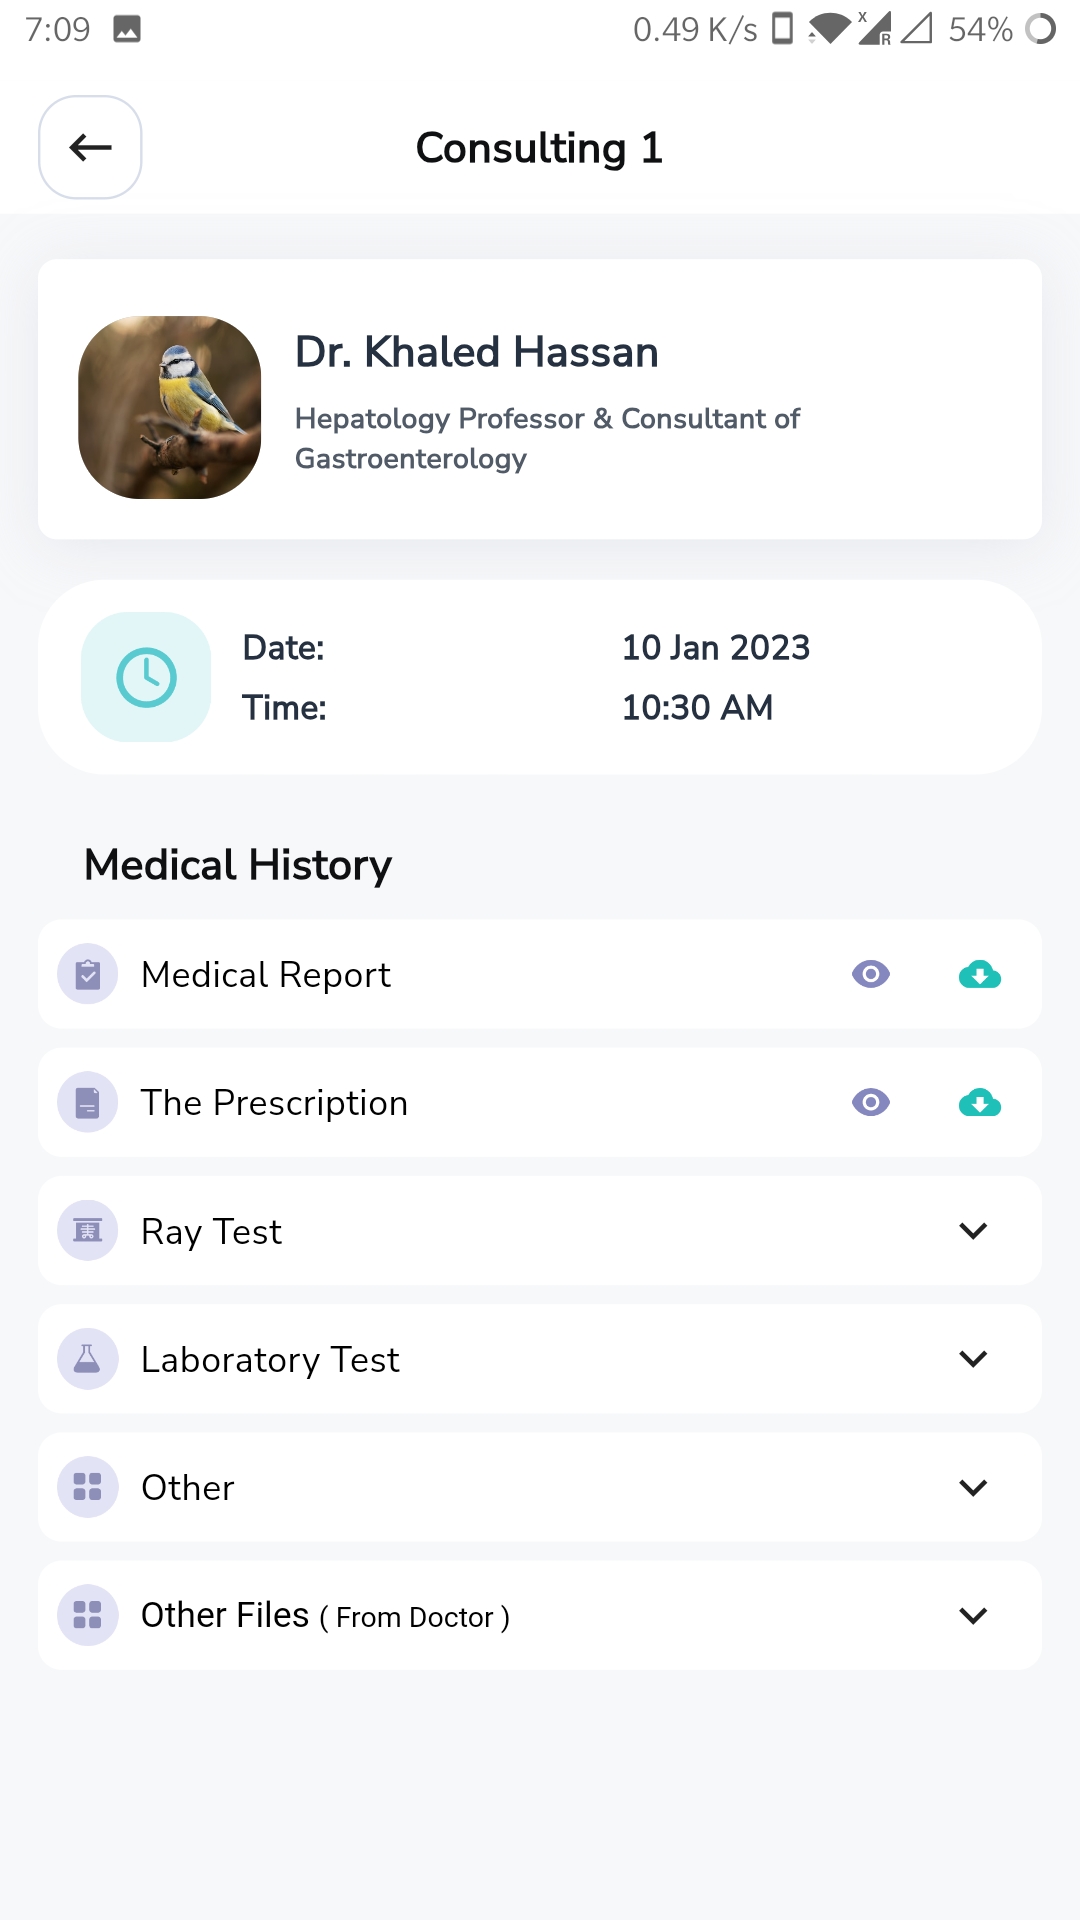 7:09 0.49 K/s X R 54%
Consulting 1
Dr. Khaled Hassan
Hepatology Professor & Consultant of
Gastroenterology
Date: 10 Jan 2023
Time: 10:30 AM
Medical History
Medical Report
The Prescription
Ray Test
Laboratory Test
Other
Other Files ( From Doctor )